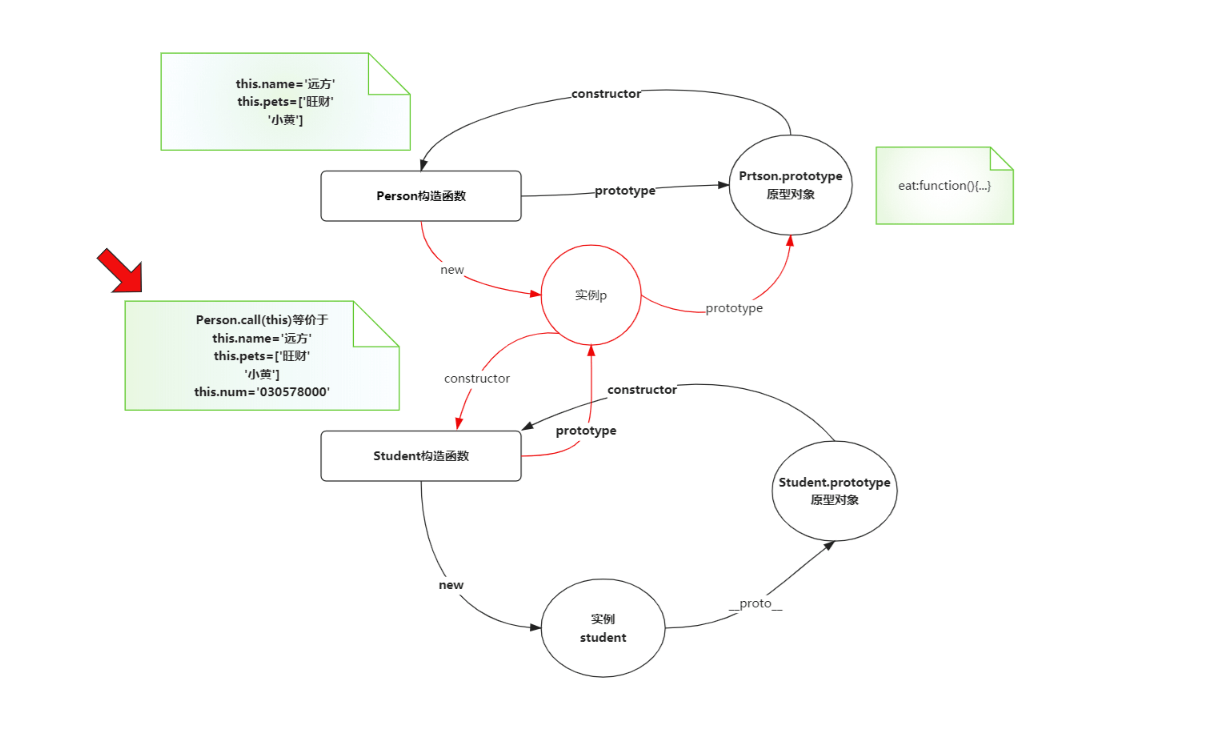 this.name='远方'
this.pets=['旺财'
'小黄']
constructor
Person构造函数
prototype
Prtson.prototype
原型对象
eat:function(){...}
new
实例p
prototype
Person.call(this)等价于
this.name='远方'
this.pets=['旺财'
'小黄']
this.num='030578000'
constructor
constructor
prototype
Student构造函数
Student.prototype
原型对象
new
实例
student
__proto__